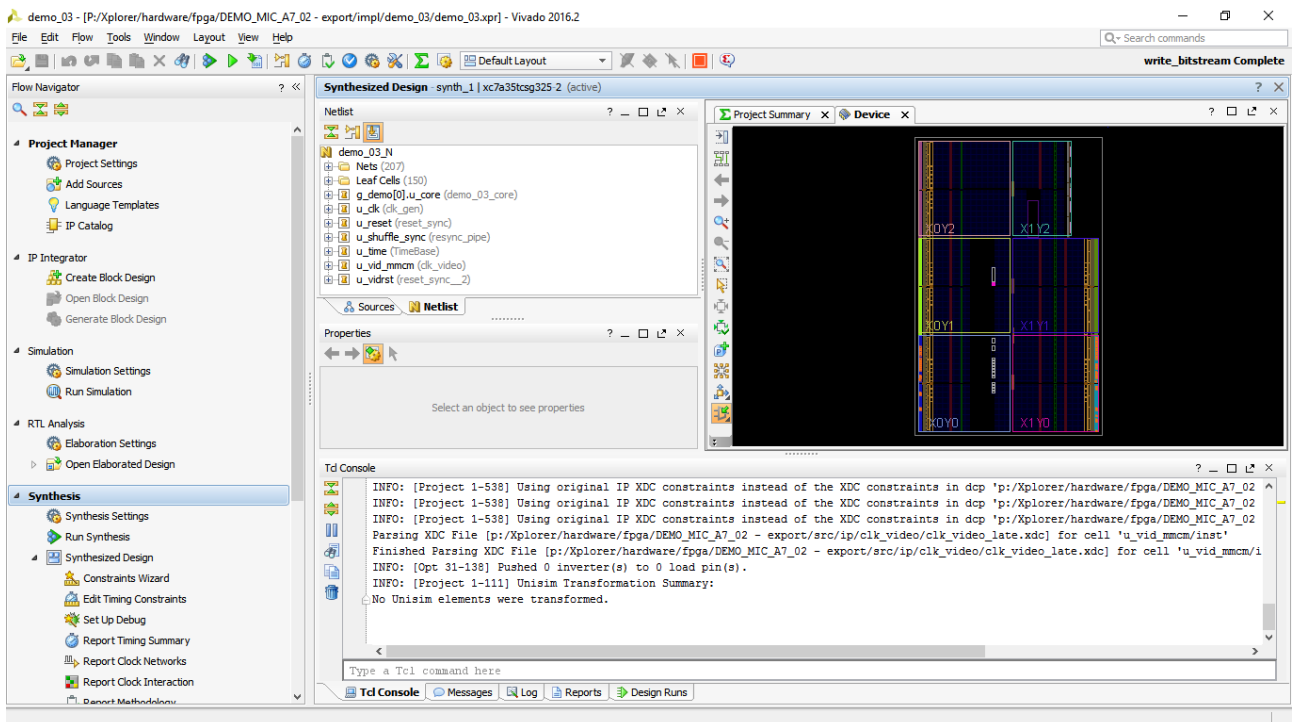 demo_03 - [P:/Xplorer/hardware/fpga/DEMO_MIC_A7_02 - export/impl/demo_03/demo_03.xpr] - Vivado 2016.2
File Edit Flow Tools Window Layout View Help
Search commands
Default Layout
write_bitstream Complete
Flow Navigator
Project Manager
Project Settings
Add Sources
Language Templates
IP Catalog
IP Integrator
Create Block Design
Open Block Design
Generate Block Design
Simulation
Simulation Settings
Run Simulation
RTL Analysis
Elaboration Settings
Open Elaborated Design
Synthesis
Synthesis Settings
Run Synthesis
Synthesized Design
Constraints Wizard
Edit Timing Constraints
Set Up Debug
Report Timing Summary
Report Clock Networks
Report Clock Interaction
Report Methodology
Synthesized Design - synth_1 | xc7a35tcsg325-2 (active)
Netlist
demo_03_N
Nets (207)
Leaf Cells (150)
g_demo[0].u_core (demo_03_core)
u_clk (clk_gen)
u_reset (reset_sync)
u_shuffle_sync (resync_pipe)
u_time (TimeBase)
u_vid_mmcm (clk_video)
u_vidrst (reset_sync__2)
Sources Netlist
Properties
Select an object to see properties
Project Summary Device
X0Y2 X1Y2
X0Y1 X1Y1
X0Y0 X1Y0
Tcl Console
INFO: [Project 1-538] Using original IP XDC constraints instead of the XDC constraints in dcp 'p:/Xplorer/hardware/fpga/DEMO_MIC_A7_02
INFO: [Project 1-538] Using original IP XDC constraints instead of the XDC constraints in dcp 'p:/Xplorer/hardware/fpga/DEMO_MIC_A7_02
INFO: [Project 1-538] Using original IP XDC constraints instead of the XDC constraints in dcp 'p:/Xplorer/hardware/fpga/DEMO_MIC_A7_02
Parsing XDC File [p:/Xplorer/hardware/fpga/DEMO_MIC_A7_02 - export/src/ip/clk_video/clk_video_late.xdc] for cell 'u_vid_mmcm/inst'
Finished Parsing XDC File [p:/Xplorer/hardware/fpga/DEMO_MIC_A7_02 - export/src/ip/clk_video/clk_video_late.xdc] for cell 'u_vid_mmcm/i
INFO: [Opt 31-138] Pushed 0 inverter(s) to 0 load pin(s).
INFO: [Project 1-111] Unisim Transformation Summary:
No Unisim elements were transformed.
Type a Tcl command here
Tcl Console Messages Log Reports Design Runs